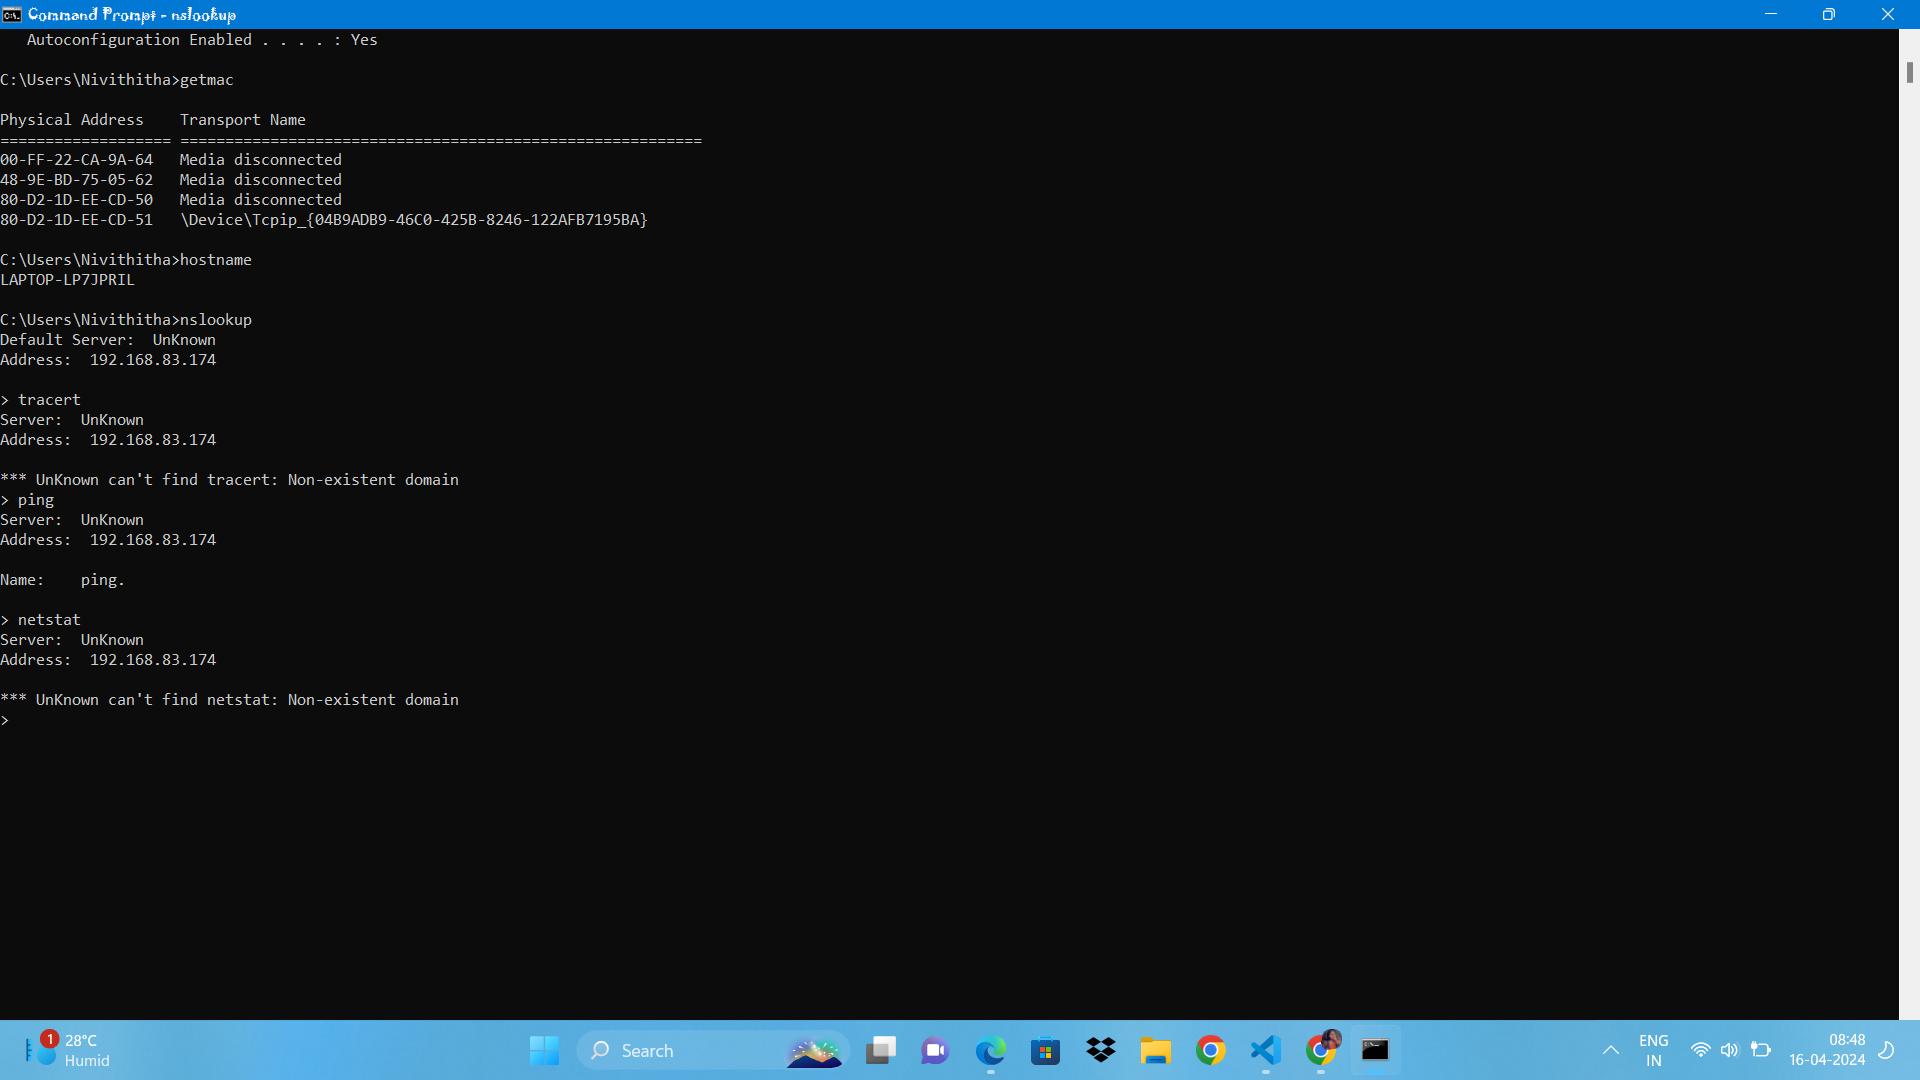 Command Prompt - nslookup
   Autoconfiguration Enabled . . . . : Yes
C:\Users\Nivithitha>getmac
Physical Address    Transport Name
=================== ==========================================================
00-FF-22-CA-9A-64   Media disconnected
48-9E-BD-75-05-62   Media disconnected
80-D2-1D-EE-CD-50   Media disconnected
80-D2-1D-EE-CD-51   \Device\Tcpip_{04B9ADB9-46C0-425B-8246-122AFB7195BA}
C:\Users\Nivithitha>hostname
LAPTOP-LP7JPRIL
C:\Users\Nivithitha>nslookup
Default Server:  UnKnown
Address:  192.168.83.174
> tracert
Server:  UnKnown
Address:  192.168.83.174
*** UnKnown can't find tracert: Non-existent domain
> ping
Server:  UnKnown
Address:  192.168.83.174
Name:    ping.
> netstat
Server:  UnKnown
Address:  192.168.83.174
*** UnKnown can't find netstat: Non-existent domain
>
1
28°C
Humid
Search
ENG
IN
08:48
16-04-2024